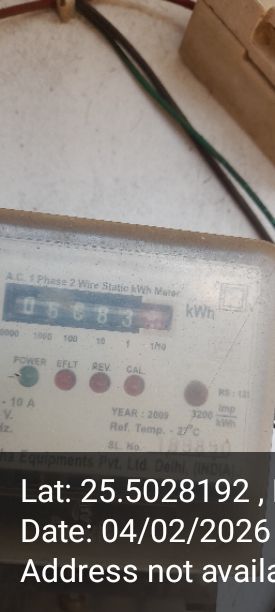 A.C. 1 Phase 2 Wire Static kWh Meter
kWh
0000 1000 100 10 1 1/10
POWER EFLT REV. CAL.
- 10 A
V.
YEAR : 2009 3200 imp/kWh
Hz. Ref. Temp. - 27°C
SL. No.
Equipments Pvt. Ltd. Delhi, (INDIA)
Lat: 25.5028192 ,
Date: 04/02/2026
Address not availa